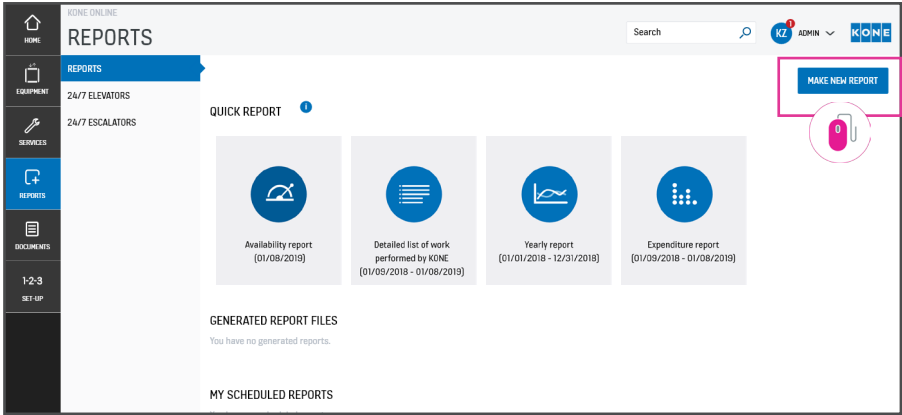 KONE ONLINE
REPORTS
Search
KZ
ADMIN
KONE
HOME
EQUIPMENT
SERVICES
REPORTS
DOCUMENTS
1-2-3
SET-UP
REPORTS
24/7 ELEVATORS
24/7 ESCALATORS
MAKE NEW REPORT
0
QUICK REPORT i
Availability report
(01/08/2019)
Detailed list of work
performed by KONE
(01/09/2018 - 01/08/2019)
Yearly report
(01/01/2018 - 12/31/2018)
Expenditure report
(01/09/2018 - 01/08/2019)
GENERATED REPORT FILES
You have no generated reports.
MY SCHEDULED REPORTS